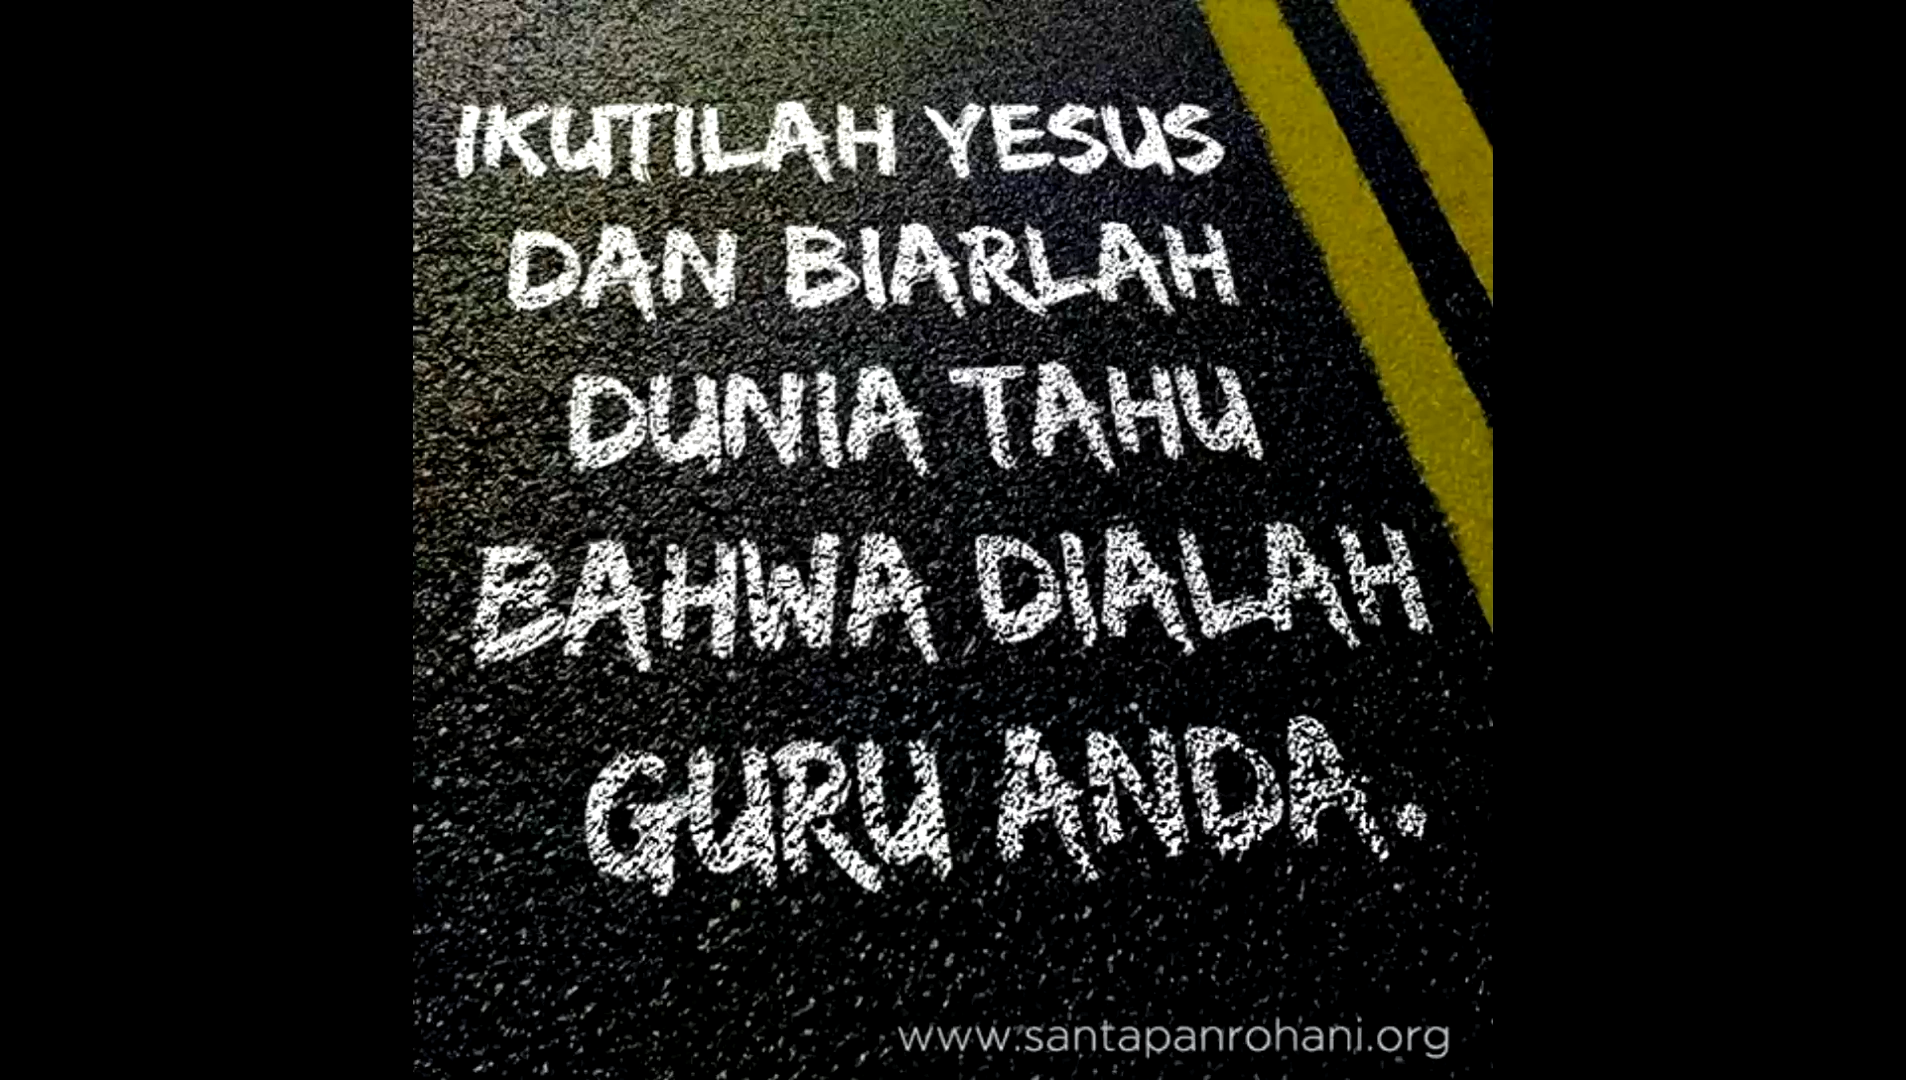 IKUTILAH YESUS
DAN BIARLAH
DUNIA TAHU
BAHWA DIALAH
GURU ANDA.
www.santapanrohani.org